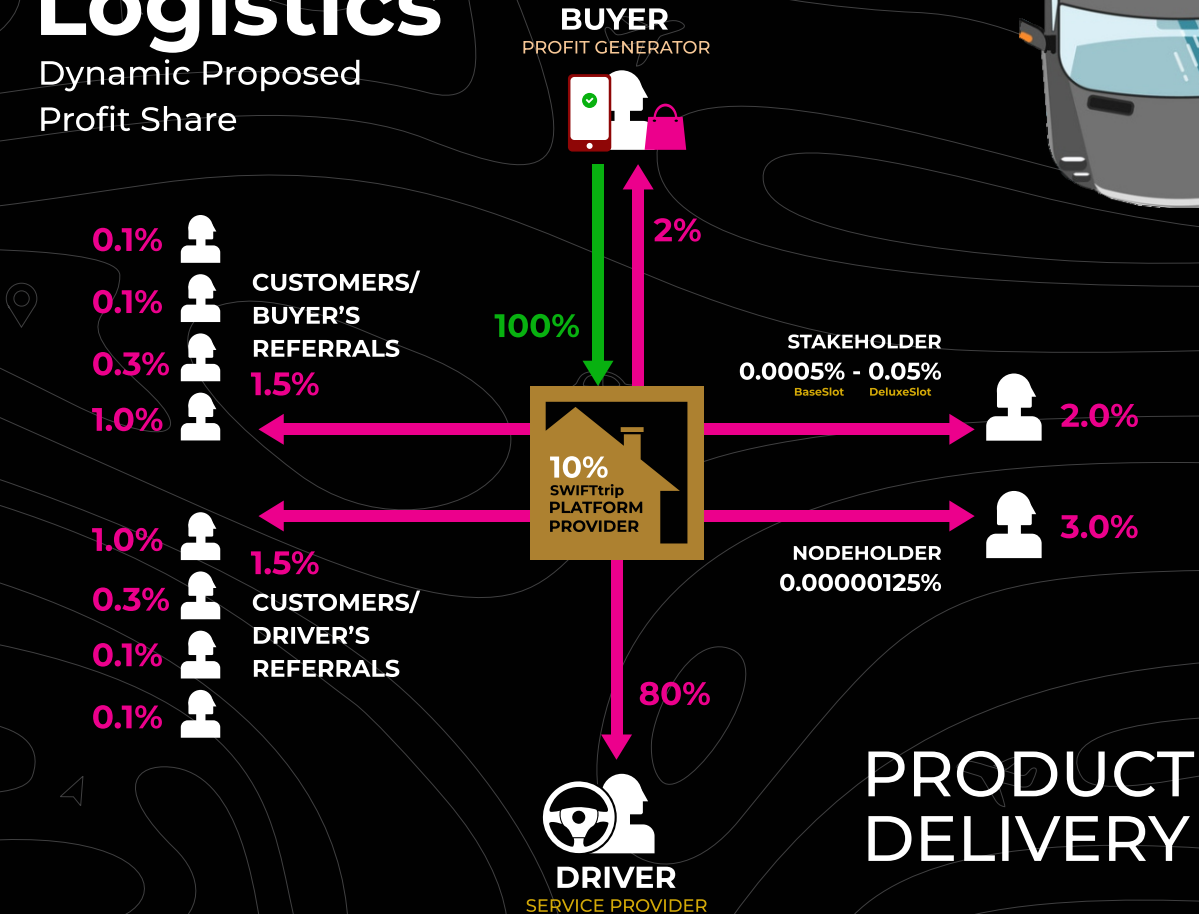 Logistics
Dynamic Proposed
Profit Share
BUYER
PROFIT GENERATOR
2%
100%
0.1%
0.1%
0.3%
1.0%
CUSTOMERS/
BUYER'S
REFERRALS
1.5%
STAKEHOLDER
0.0005% - 0.05%
BaseSlot DeluxeSlot
2.0%
10%
SWIFTtrip
PLATFORM
PROVIDER
1.0%
0.3%
0.1%
0.1%
1.5%
CUSTOMERS/
DRIVER'S
REFERRALS
3.0%
NODEHOLDER
0.00000125%
80%
DRIVER
SERVICE PROVIDER
PRODUCT
DELIVERY